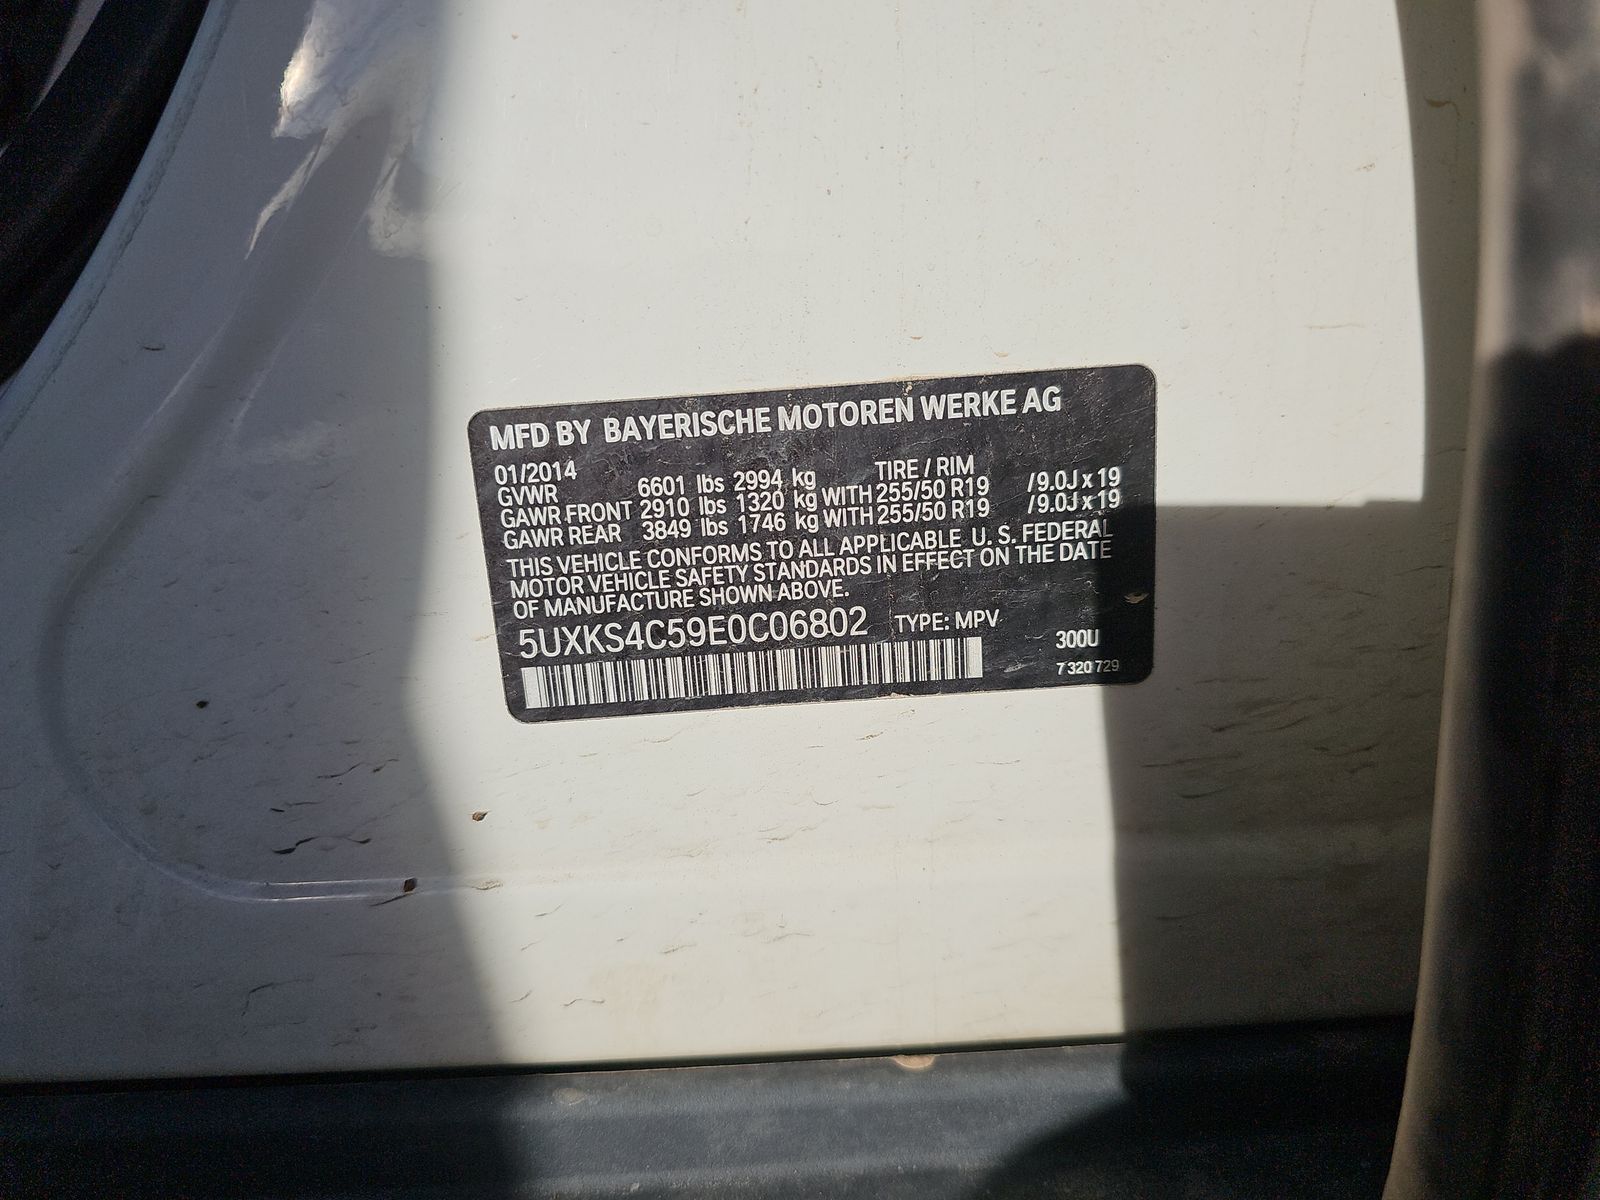 MFD BY BAYERISCHE MOTOREN WERKE AG
01/2014 TIRE / RIM
GVWR 6601 lbs 2994 kg
GAWR FRONT 2910 lbs 1320 kg WITH 255/50 R19 /9.0J x 19
GAWR REAR 3849 lbs 1746 kg WITH 255/50 R19 /9.0J x 19
THIS VEHICLE CONFORMS TO ALL APPLICABLE U. S. FEDERAL
MOTOR VEHICLE SAFETY STANDARDS IN EFFECT ON THE DATE
OF MANUFACTURE SHOWN ABOVE.
5UXKS4C59E0C06802 TYPE: MPV
300U
7 320 729